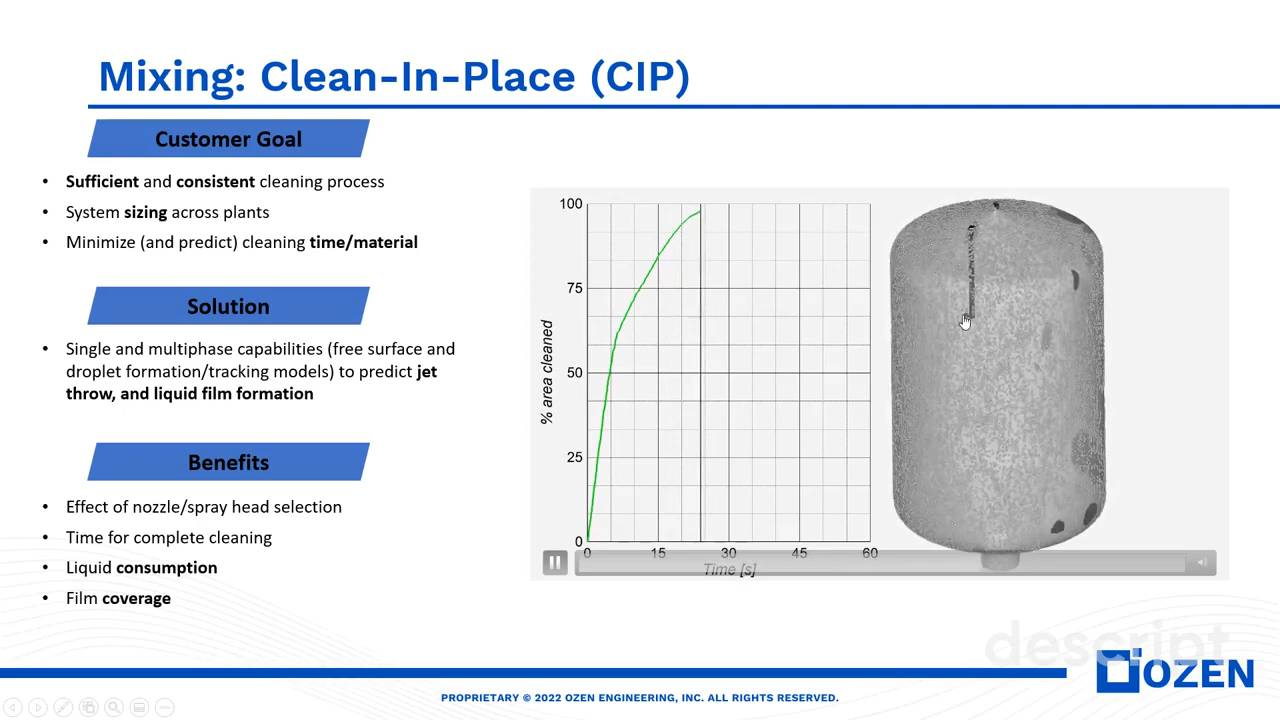 Mixing: Clean-In-Place (CIP)
Customer Goal
• Sufficient and consistent cleaning process
• System sizing across plants
• Minimize (and predict) cleaning time/material
Solution
• Single and multiphase capabilities (free surface and
droplet formation/tracking models) to predict jet
throw, and liquid film formation
Benefits
• Effect of nozzle/spray head selection
• Time for complete cleaning
• Liquid consumption
• Film coverage
% area cleaned
100
75
50
25
0
0 15 30 45 60
Time [s]
descript
OZEN
PROPRIETARY © 2022 OZEN ENGINEERING, INC. ALL RIGHTS RESERVED.